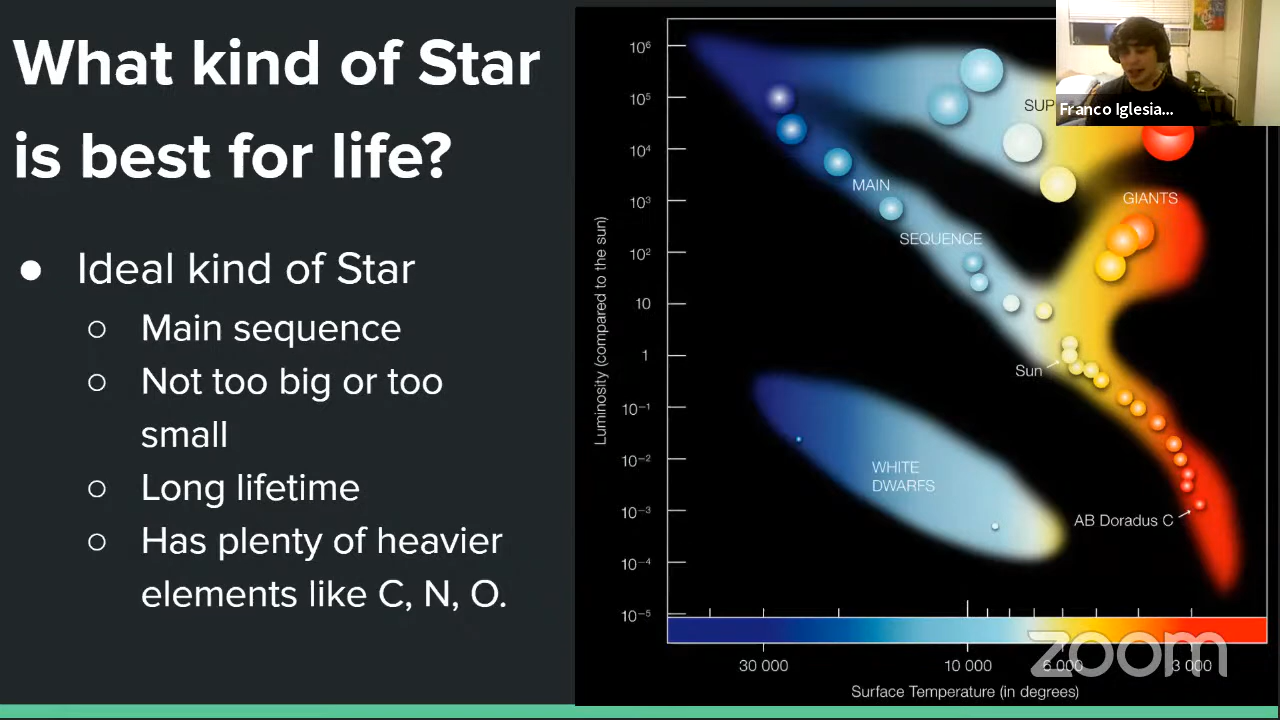 What kind of Star
is best for life?
● Ideal kind of Star
○ Main sequence
○ Not too big or too
small
○ Long lifetime
○ Has plenty of heavier
elements like C, N, O.
Luminosity (compared to the sun)
10⁶
10⁵
10⁴
10³
10²
10
1
10⁻¹
10⁻²
10⁻³
10⁻⁴
10⁻⁵
MAIN
SEQUENCE
GIANTS
Sun
WHITE
DWARFS
AB Doradus C
30 000
10 000
6 000
3 000
Surface Temperature (in degrees)
Franco Iglesia...
zoom